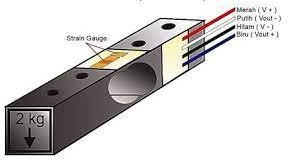 Strain Gauge
Merah ( V + )
Putih ( Vout - )
Hitam ( V - )
Biru ( Vout + )
2 kg